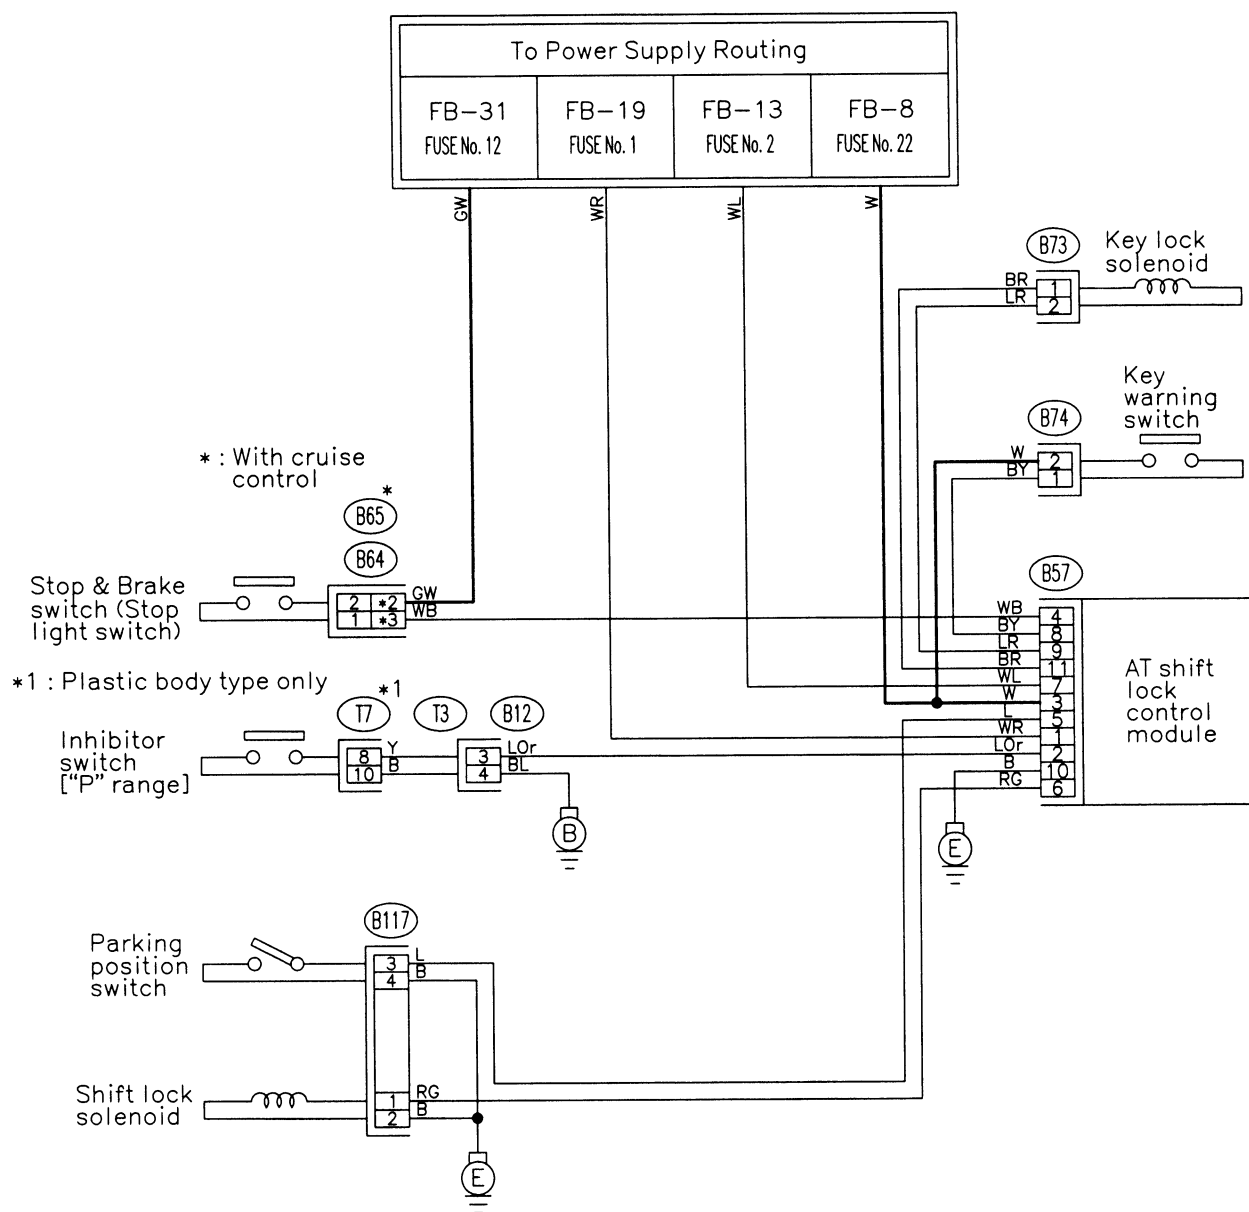 To Power Supply Routing
FB-31
FUSE No. 12
FB-19
FUSE No. 1
FB-13
FUSE No. 2
FB-8
FUSE No. 22
GW
WR
WL
W
B73
Key lock
solenoid
BR
LR
1
2
Key
warning
switch
B74
W
BY
2
1
* : With cruise
control
*
B65
B64
Stop & Brake
switch (Stop
light switch)
2 *2
1 *3
GW
WB
B57
WB 4
BY 8
LR 9
BR 11
WL 7
W 3
L 5
WR 1
LOr 2
B 10
RG 6
AT shift
lock
control
module
*1 : Plastic body type only
*1
T7
T3
B12
Inhibitor
switch
["P" range]
8 Y
10 B
3 LOr
4 BL
B
E
B117
Parking
position
switch
3 L
4 B
Shift lock
solenoid
1 RG
2 B
E